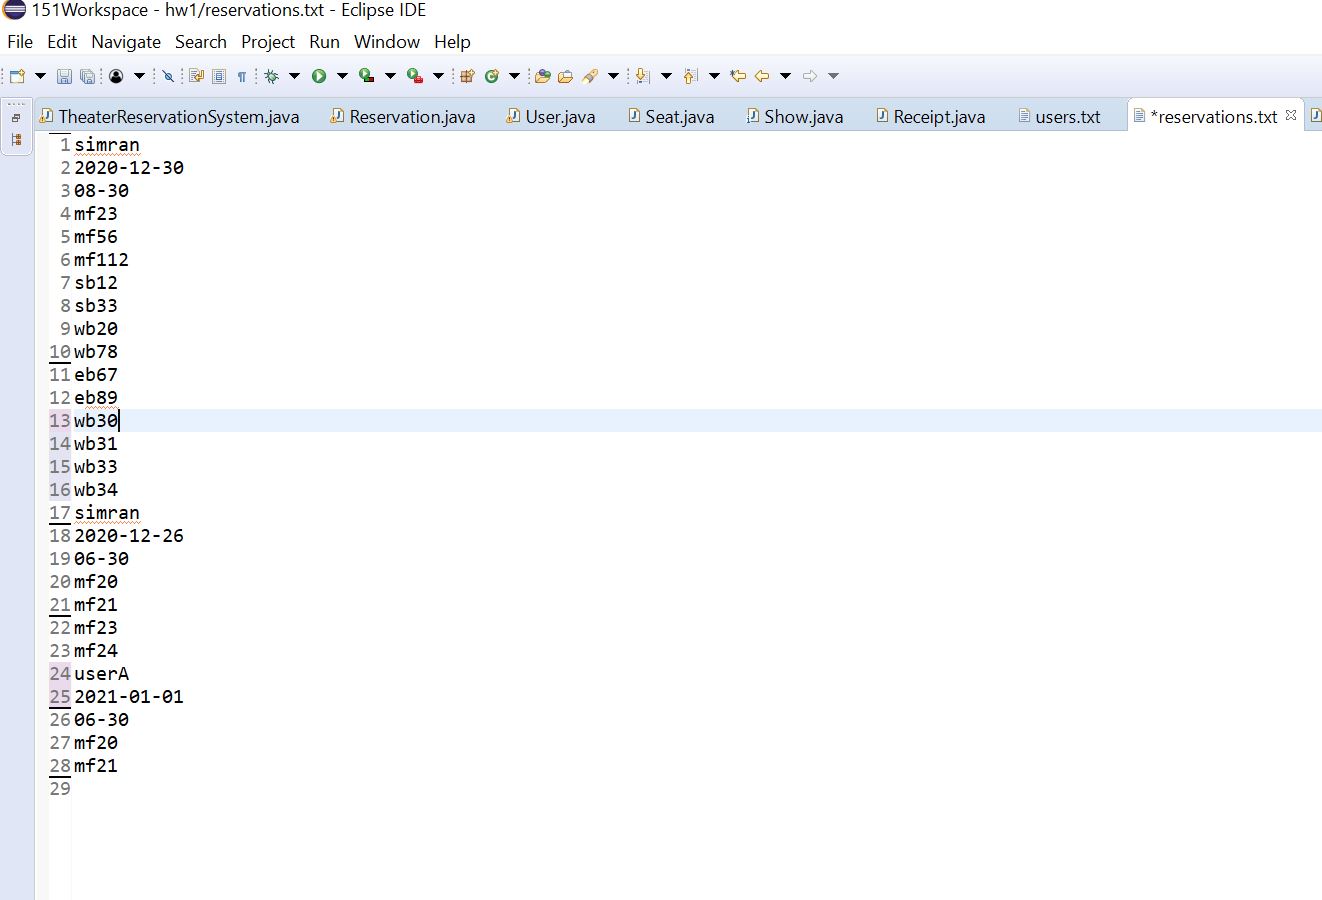 151Workspace - hw1/reservations.txt - Eclipse IDE
File Edit Navigate Search Project Run Window Help
TheaterReservationSystem.java Reservation.java User.java Seat.java Show.java Receipt.java users.txt *reservations.txt
1 simran
2 2020-12-30
3 08-30
4 mf23
5 mf56
6 mf112
7 sb12
8 sb33
9 wb20
10 wb78
11 eb67
12 eb89
13 wb30
14 wb31
15 wb33
16 wb34
17 simran
18 2020-12-26
19 06-30
20 mf20
21 mf21
22 mf23
23 mf24
24 userA
25 2021-01-01
26 06-30
27 mf20
28 mf21
29